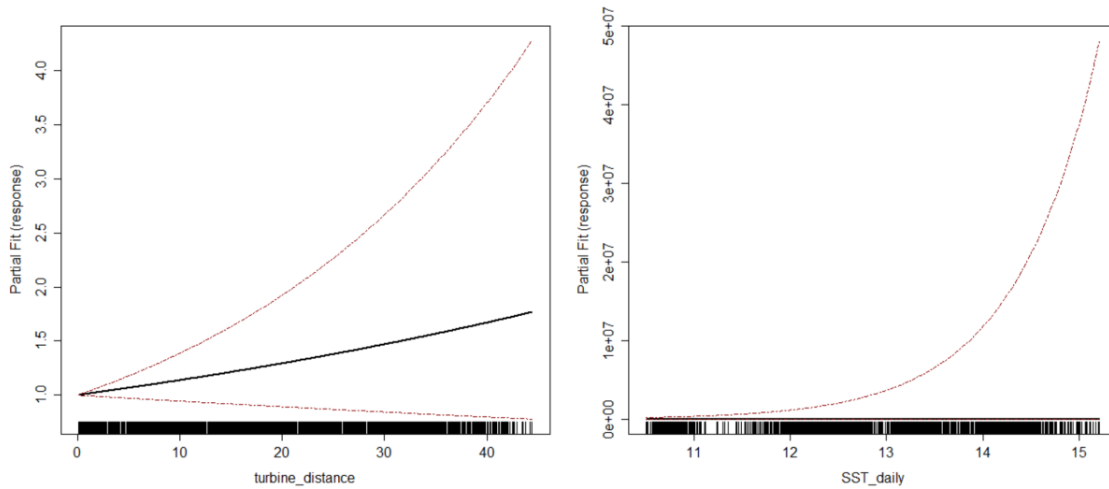 Partial Fit (response)
4.0
3.5
3.0
2.5
2.0
1.5
1.0
0
10
20
30
40
turbine_distance
Partial Fit (response)
5e+07
4e+07
3e+07
2e+07
1e+07
0e+00
11
12
13
14
15
SST_daily